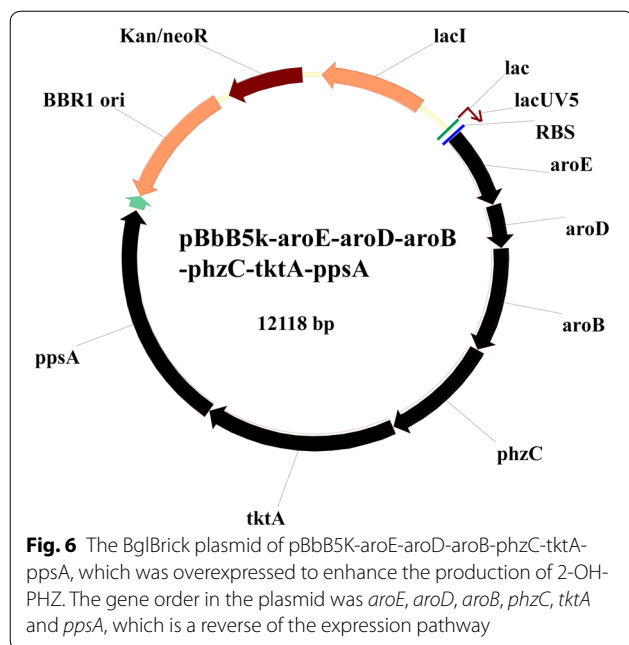 Kan/neoR
lacI
lac
lacUV5
RBS
BBR1 ori
aroE
aroD
pBbB5k-aroE-aroD-aroB
-phzC-tktA-ppsA
12118 bp
aroB
ppsA
phzC
tktA
Fig. 6 The BglBrick plasmid of pBbB5K-aroE-aroD-aroB-phzC-tktA-
ppsA, which was overexpressed to enhance the production of 2-OH-
PHZ. The gene order in the plasmid was aroE, aroD, aroB, phzC, tktA
and ppsA, which is a reverse of the expression pathway